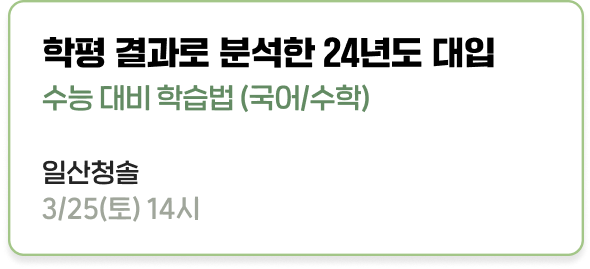 학평 결과로 분석한 24년도 대입
수능 대비 학습법 (국어/수학)
일산청솔
3/25(토) 14시